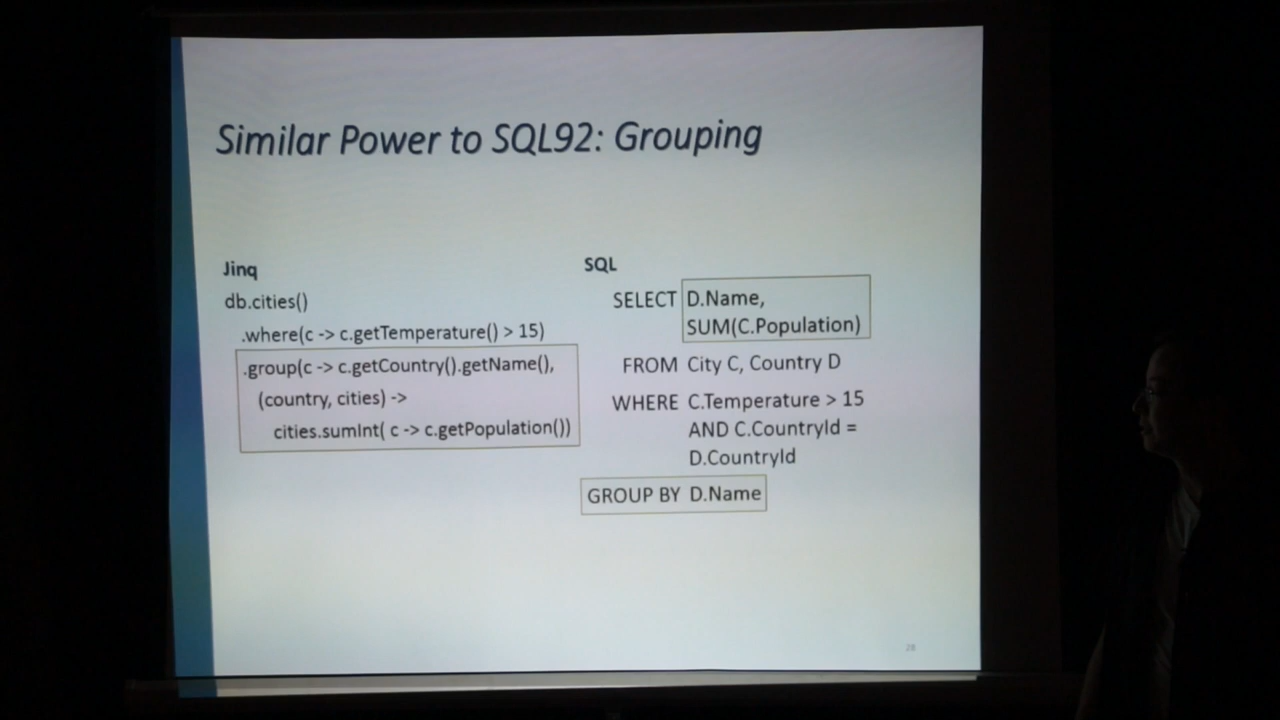 Similar Power to SQL92: Grouping
Jinq
db.cities()
.where(c -> c.getTemperature() > 15)
.group(c -> c.getCountry().getName(),
(country, cities) ->
cities.sumInt( c -> c.getPopulation())
SQL
SELECT D.Name,
SUM(C.Population)
FROM City C, Country D
WHERE C.Temperature > 15
AND C.CountryId =
D.CountryId
GROUP BY D.Name
28